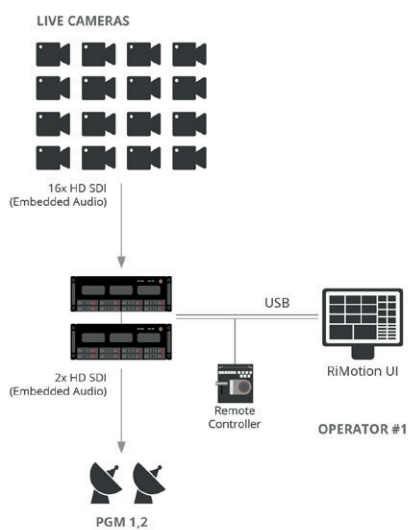 LIVE CAMERAS
16x HD SDI
(Embedded Audio)
USB
RiMotion UI
2x HD SDI
(Embedded Audio)
Remote
Controller
OPERATOR #1
PGM 1,2